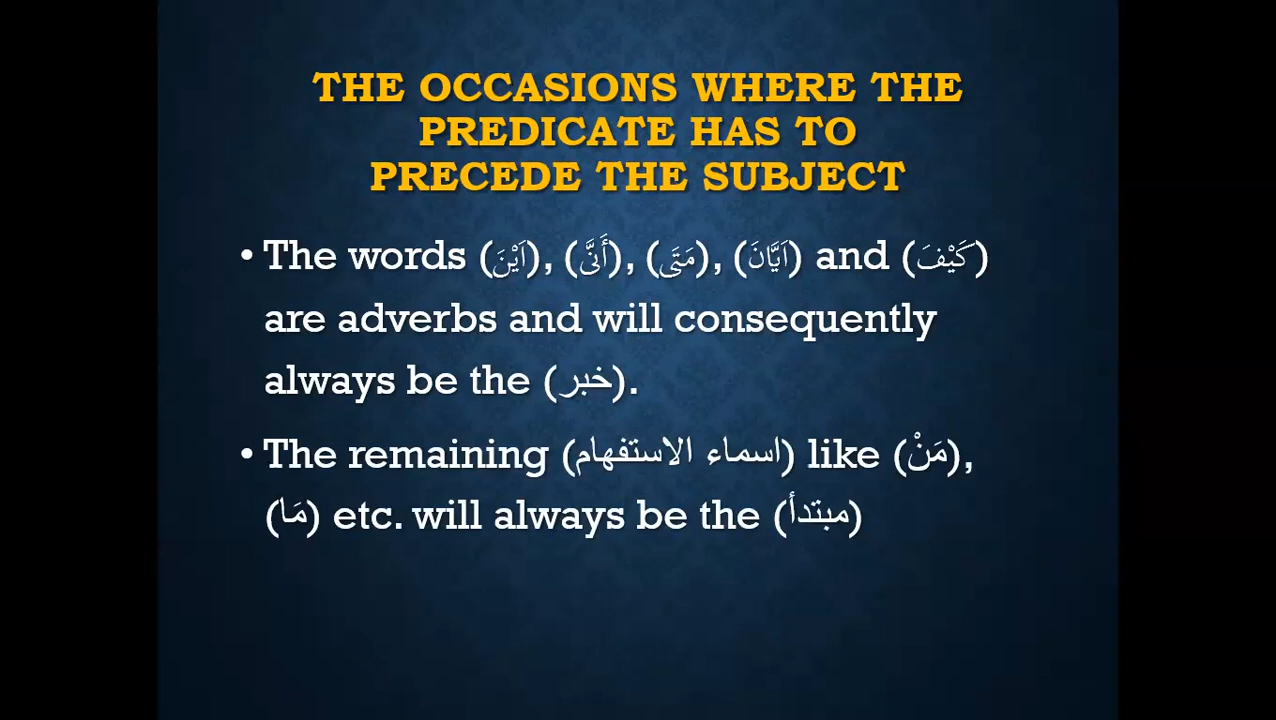 THE OCCASIONS WHERE THE
PREDICATE HAS TO
PRECEDE THE SUBJECT
• The words (اَيْنَ), (أَنَّى), (مَتَى), (اَيَّانَ) and (كَيْفَ)
are adverbs and will consequently
always be the (خبر).
• The remaining (اسماء الاستفهام) like (مَنْ),
(مَا) etc. will always be the (مبتدأ)